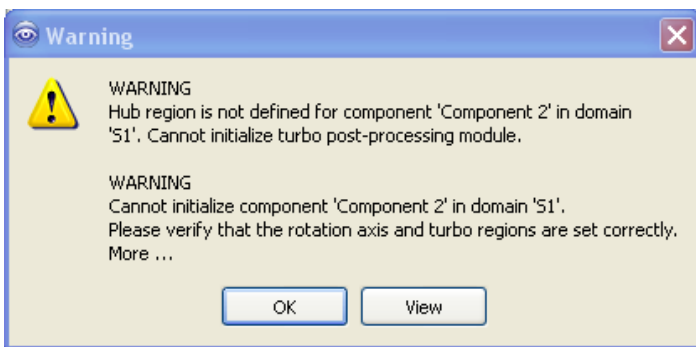 Warning
WARNING
Hub region is not defined for component 'Component 2' in domain
'S1'. Cannot initialize turbo post-processing module.
WARNING
Cannot initialize component 'Component 2' in domain 'S1'.
Please verify that the rotation axis and turbo regions are set correctly.
More ...
OK
View